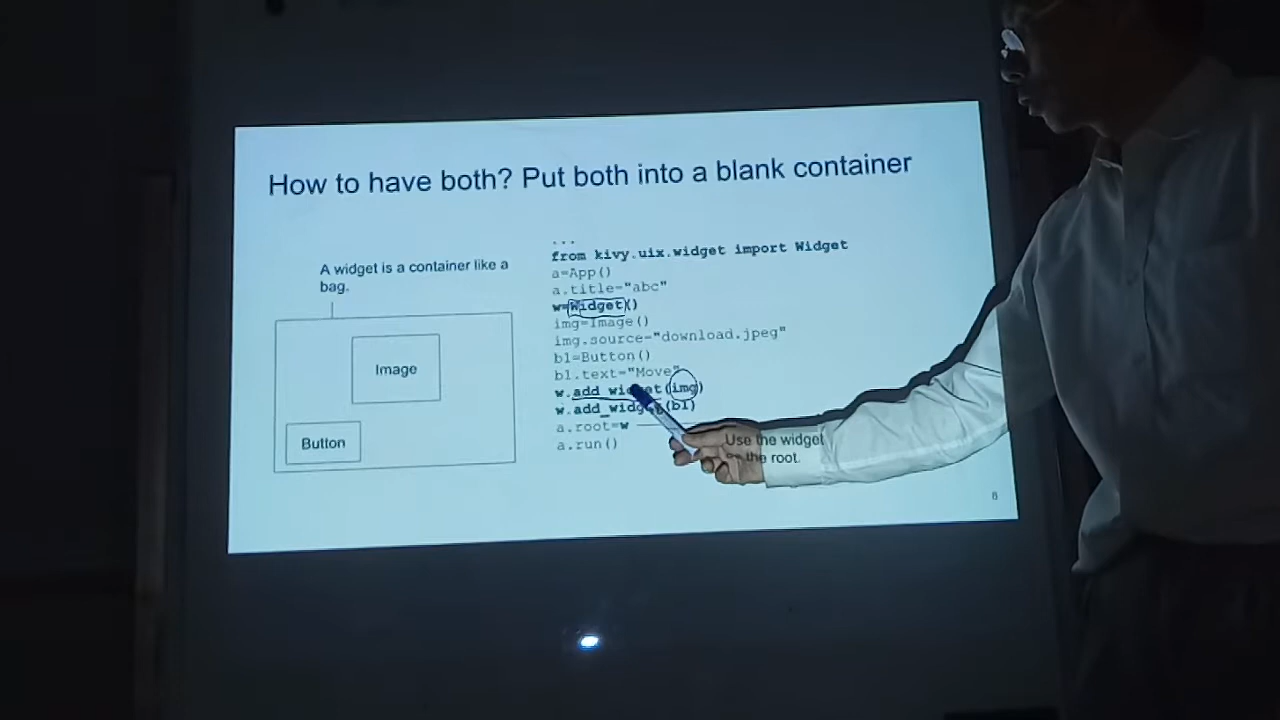 How to have both? Put both into a blank container
A widget is a container like a
bag.
Image
Button
...
from kivy.uix.widget import Widget
a=App()
a.title="abc"
w=Widget()
img=Image()
img.source="download.jpeg"
b1=Button()
b1.text="Move"
w.add_widget(img)
w.add_widget(b1)
a.root=w
a.run()
Use the widget
the root.
8